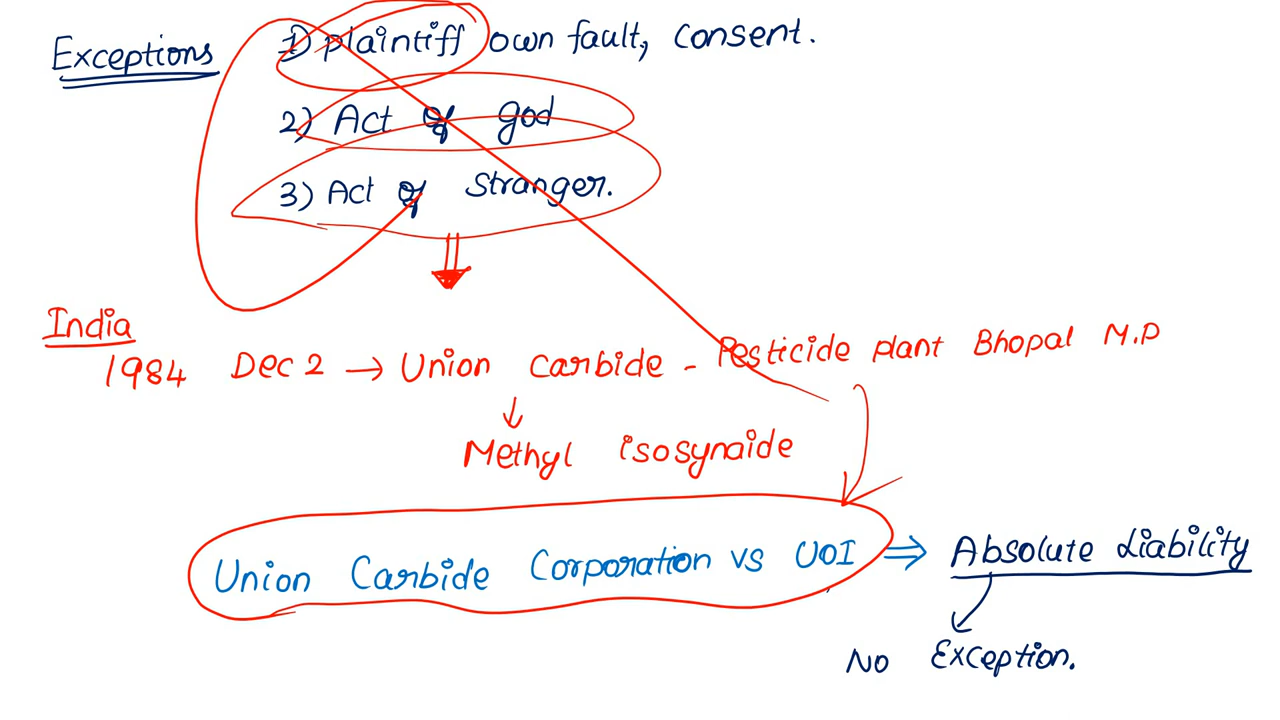 Exceptions 1) plaintiff own fault, consent.
2) Act of god
3) Act of Stranger.
India
1984 Dec 2 → Union carbide - Pesticide plant Bhopal M.P
↓
Methyl isosynaide
Union Carbide Corporation vs UOI ⇒ Absolute Liability
No Exception.